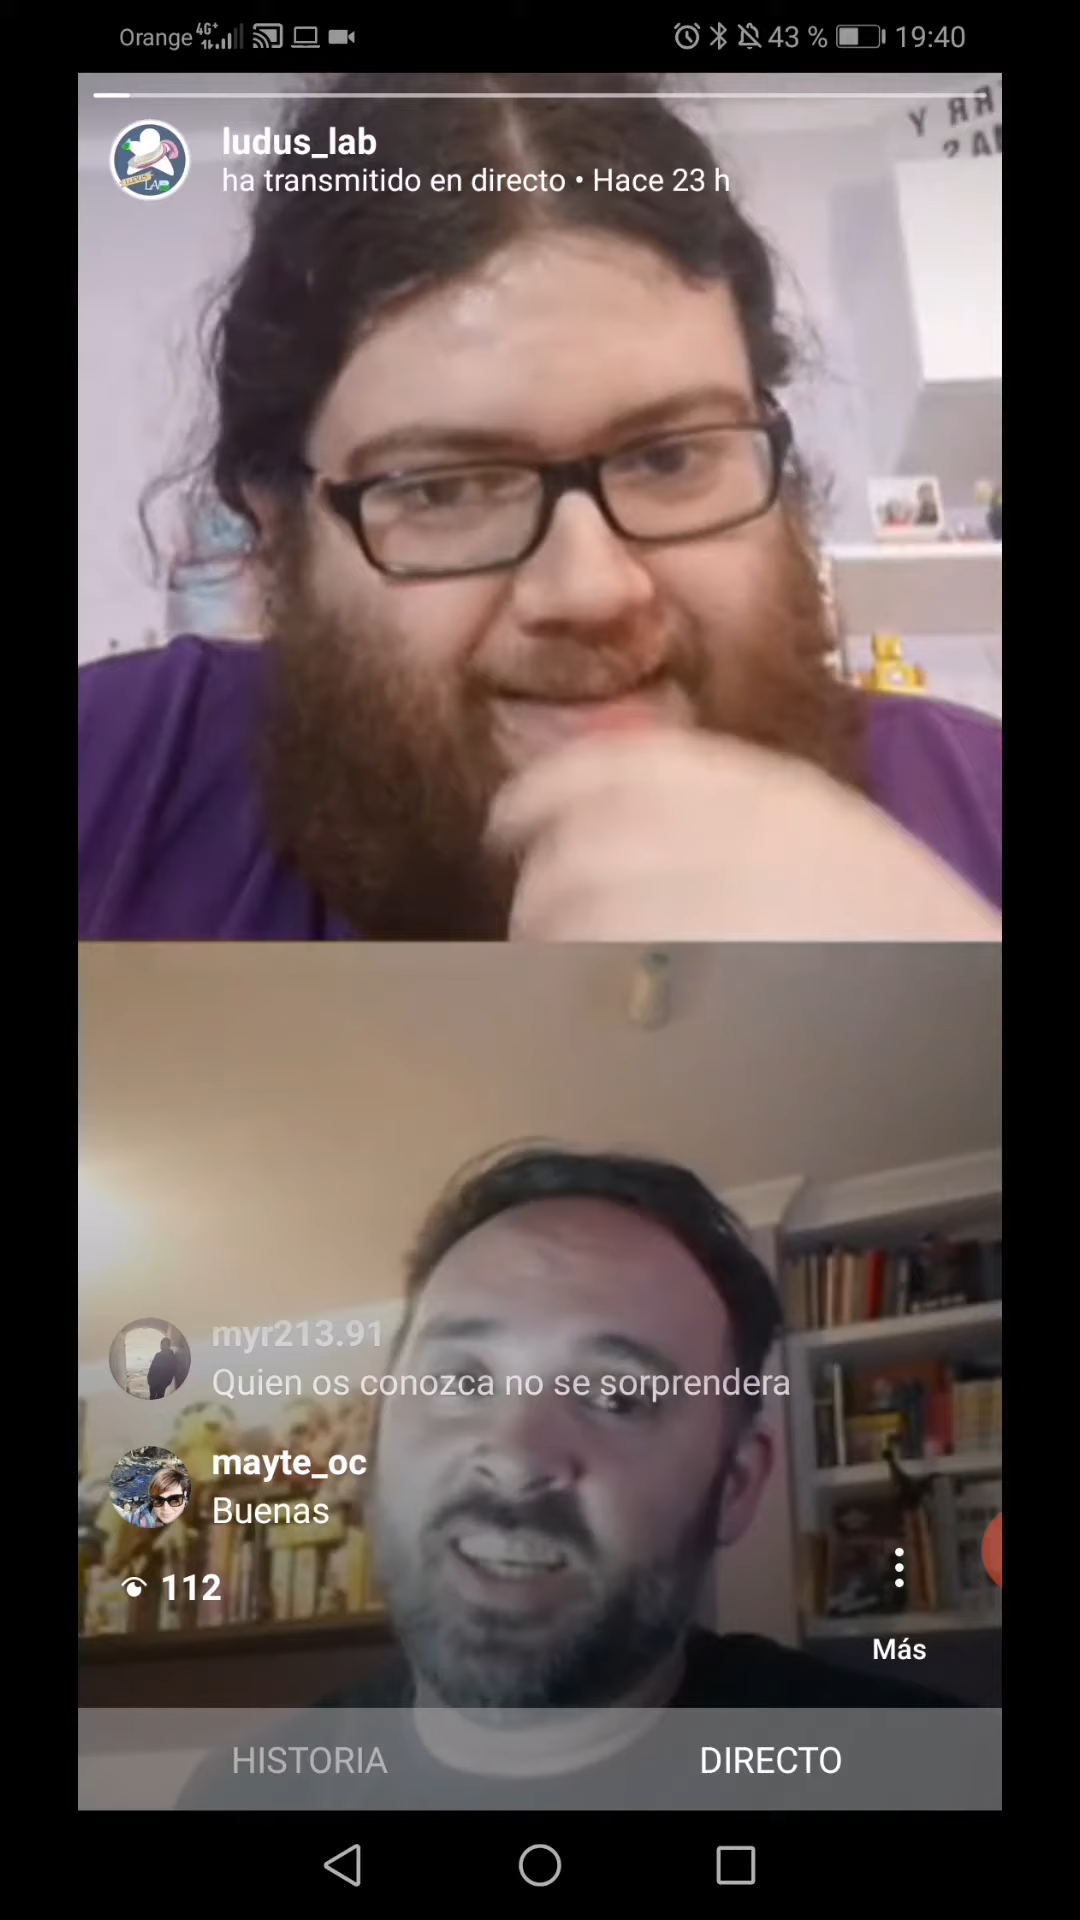 Orange 4G+ 43 % 19:40
ludus_lab
ha transmitido en directo • Hace 23 h
myr213.91
Quien os conozca no se sorprendera
mayte_oc
Buenas
112
Más
HISTORIA
DIRECTO